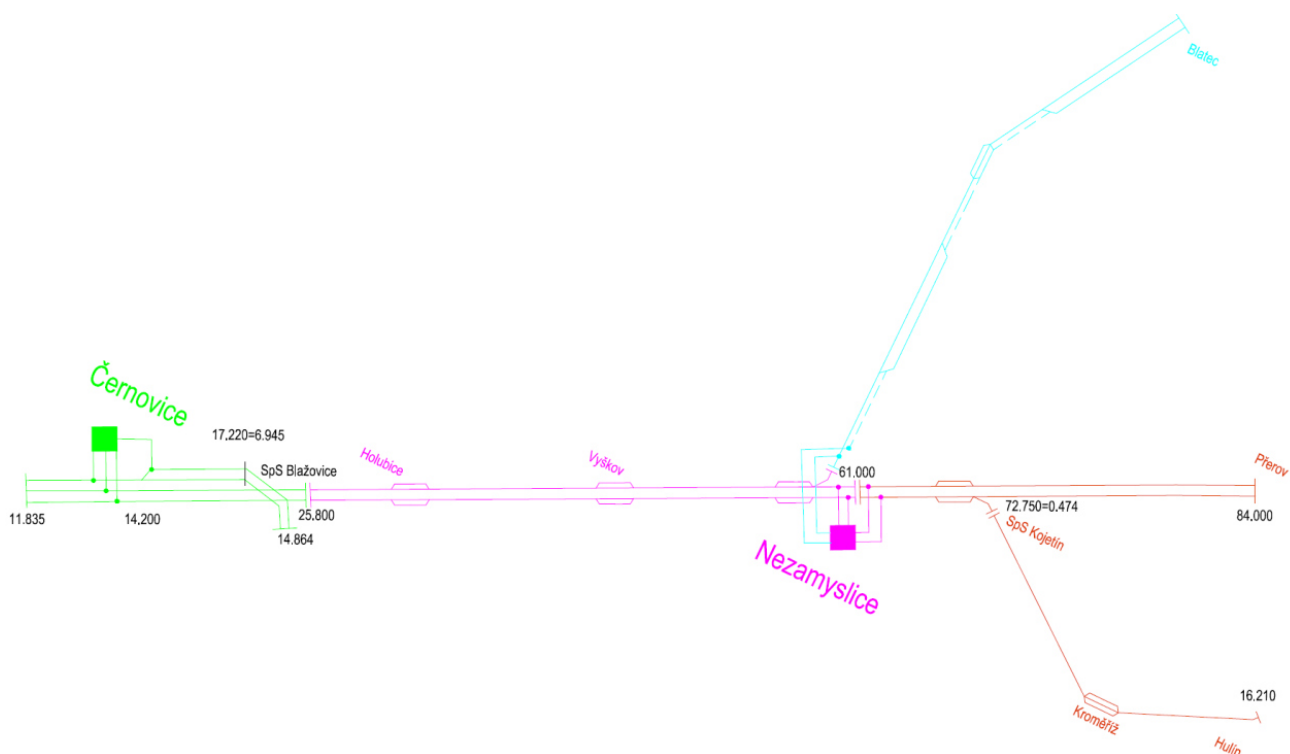 Blatec
Černovice
17,220=6.945
SpS Blažovice
Holubice
Vyškov
61.000
Přerov
11.835
14,200
25.800
14.864
72.750=0.474
SpS Kojetín
84.000
Nezamyslice
Kroměříž
16.210
Hulín